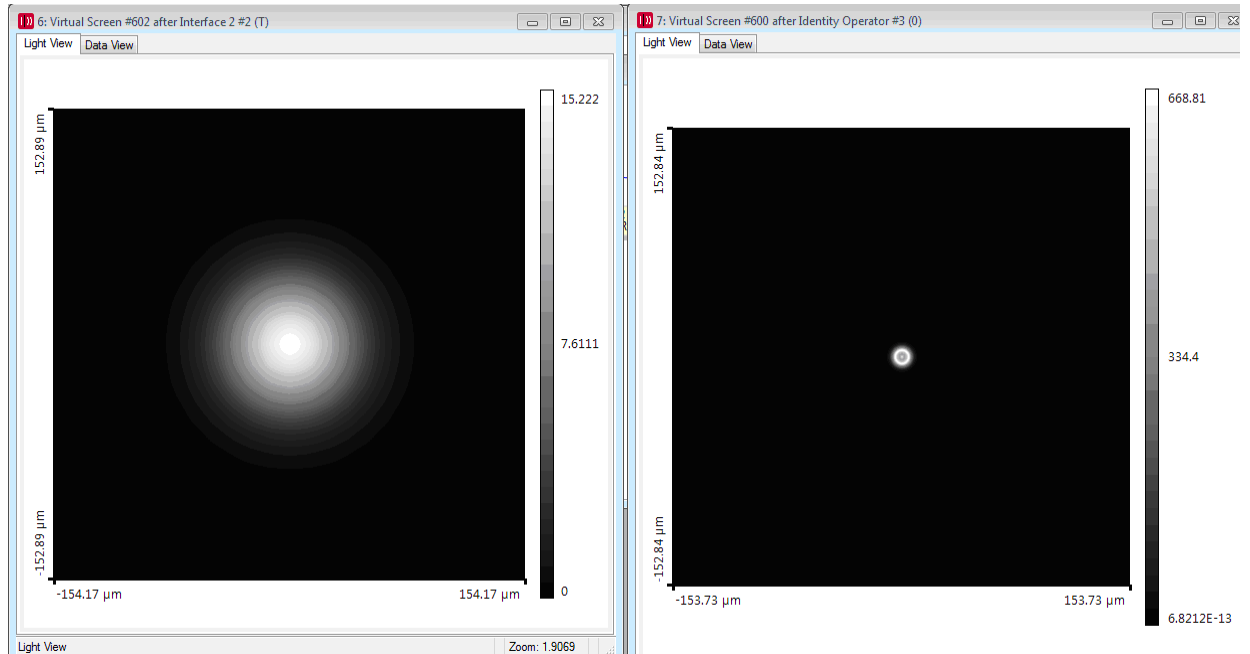 6: Virtual Screen #602 after Interface 2 #2 (T)
Light View
Data View
15.222
7.6111
0
152.89 µm
-152.89 µm
-154.17 µm
154.17 µm
Light View
Zoom: 1.9069
7: Virtual Screen #600 after Identity Operator #3 (0)
Light View
Data View
668.81
334.4
6.8212E-13
152.84 µm
-152.84 µm
-153.73 µm
153.73 µm